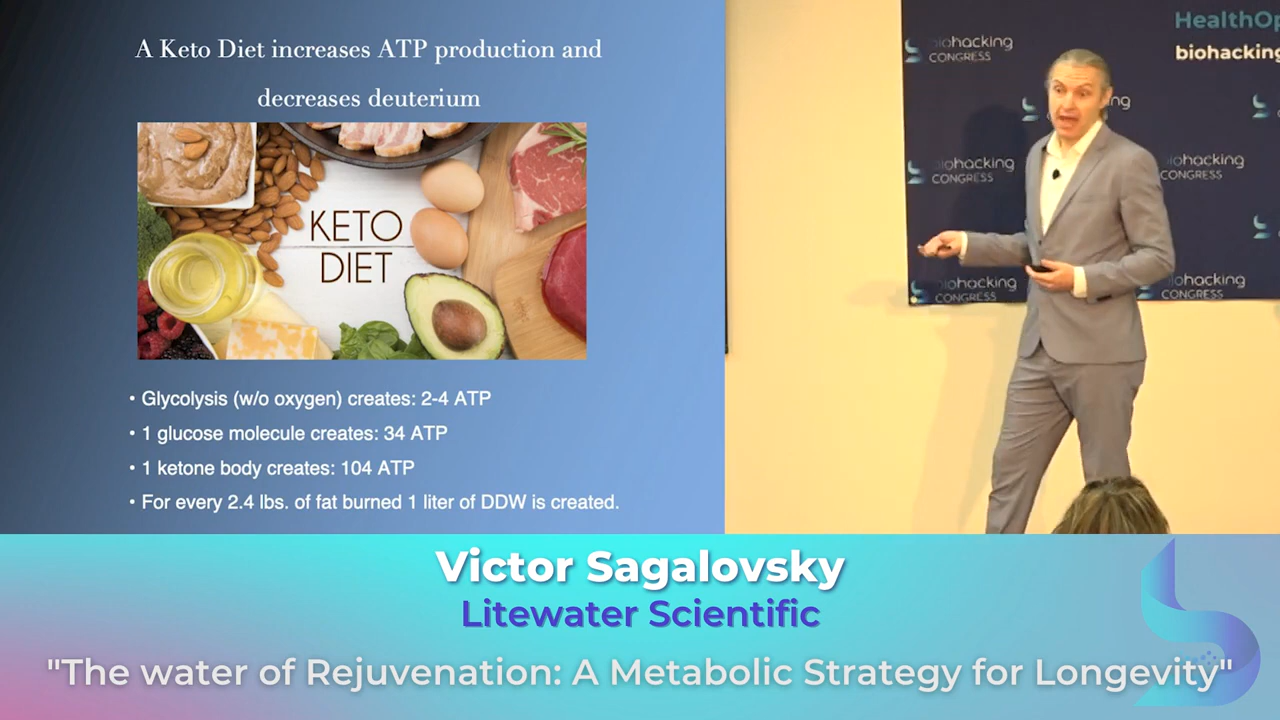 A Keto Diet increases ATP production and
decreases deuterium
KETO
DIET
• Glycolysis (w/o oxygen) creates: 2-4 ATP
• 1 glucose molecule creates: 34 ATP
• 1 ketone body creates: 104 ATP
• For every 2.4 lbs. of fat burned 1 liter of DDW is created.
HealthOp
biohacking
biohacking
CONGRESS
biohacking
CONGRESS
biohacking
CONGRESS
biohacking
CONGRESS
biohacking
CONGRESS
Victor Sagalovsky
Litewater Scientific
"The water of Rejuvenation: A Metabolic Strategy for Longevity"